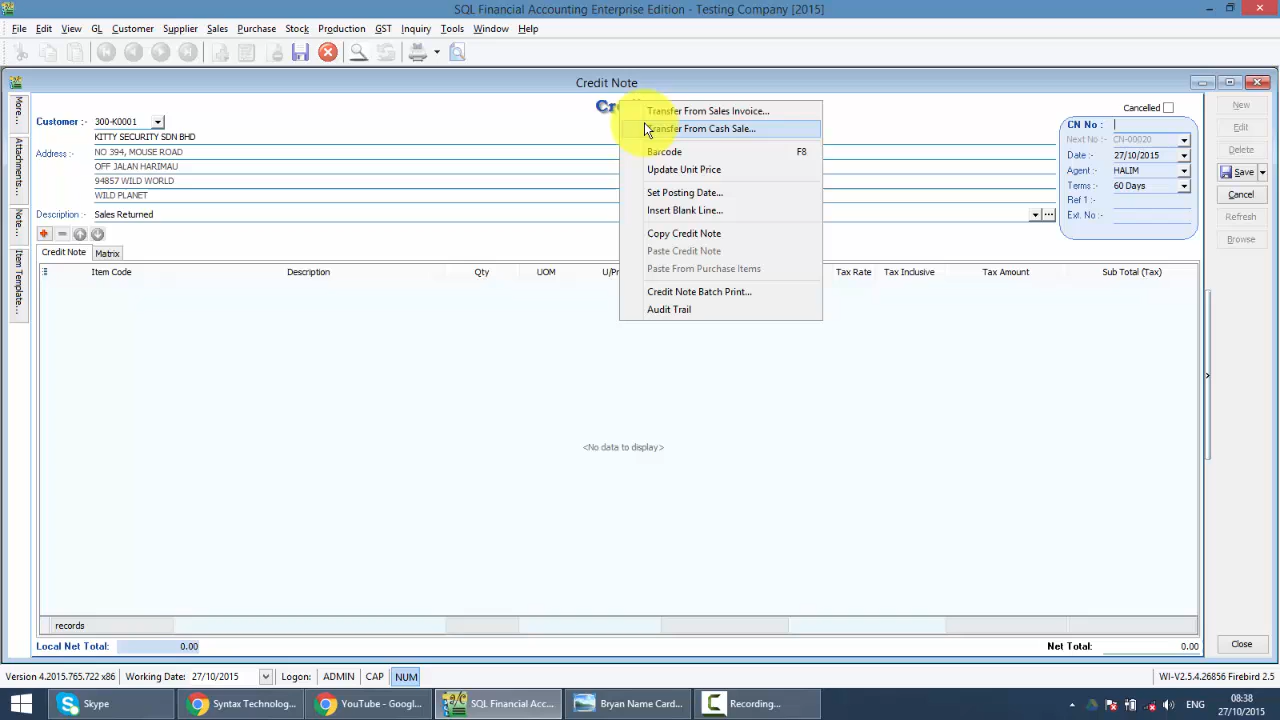 SQL Financial Accounting Enterprise Edition - Testing Company [2015]
File Edit View GL Customer Supplier Sales Purchase Stock Production GST Inquiry Tools Window Help
Credit Note
More...
Attachments...
Note...
Item Template...
Customer :- 300-K0001
KITTY SECURITY SDN BHD
Address :- NO 394, MOUSE ROAD
OFF JALAN HARIMAU
94857 WILD WORLD
WILD PLANET
Description :- Sales Returned
Transfer From Sales Invoice...
Transfer From Cash Sale...
Barcode F8
Update Unit Price
Set Posting Date...
Insert Blank Line...
Copy Credit Note
Paste Credit Note
Paste From Purchase Items
Credit Note Batch Print...
Audit Trail
Cancelled
CN No :
Next No :- CN-00020
Date :- 27/10/2015
Agent :- HALIM
Terms :- 60 Days
Ref 1 :-
Ext. No :-
New
Edit
Delete
Save
Cancel
Refresh
Browse
Credit Note Matrix
Item Code Description Qty UOM Tax Rate Tax Inclusive Tax Amount Sub Total (Tax)
<No data to display>
records
Local Net Total: 0.00 Net Total: 0.00
Close
Version 4.2015.765.722 x86 Working Date: 27/10/2015 Logon: ADMIN CAP NUM WI-V2.5.4.26856 Firebird 2.5
Skype Syntax Technolog... YouTube - Googl... SQL Financial Acc... Bryan Name Card... Recording...
08:38
27/10/2015